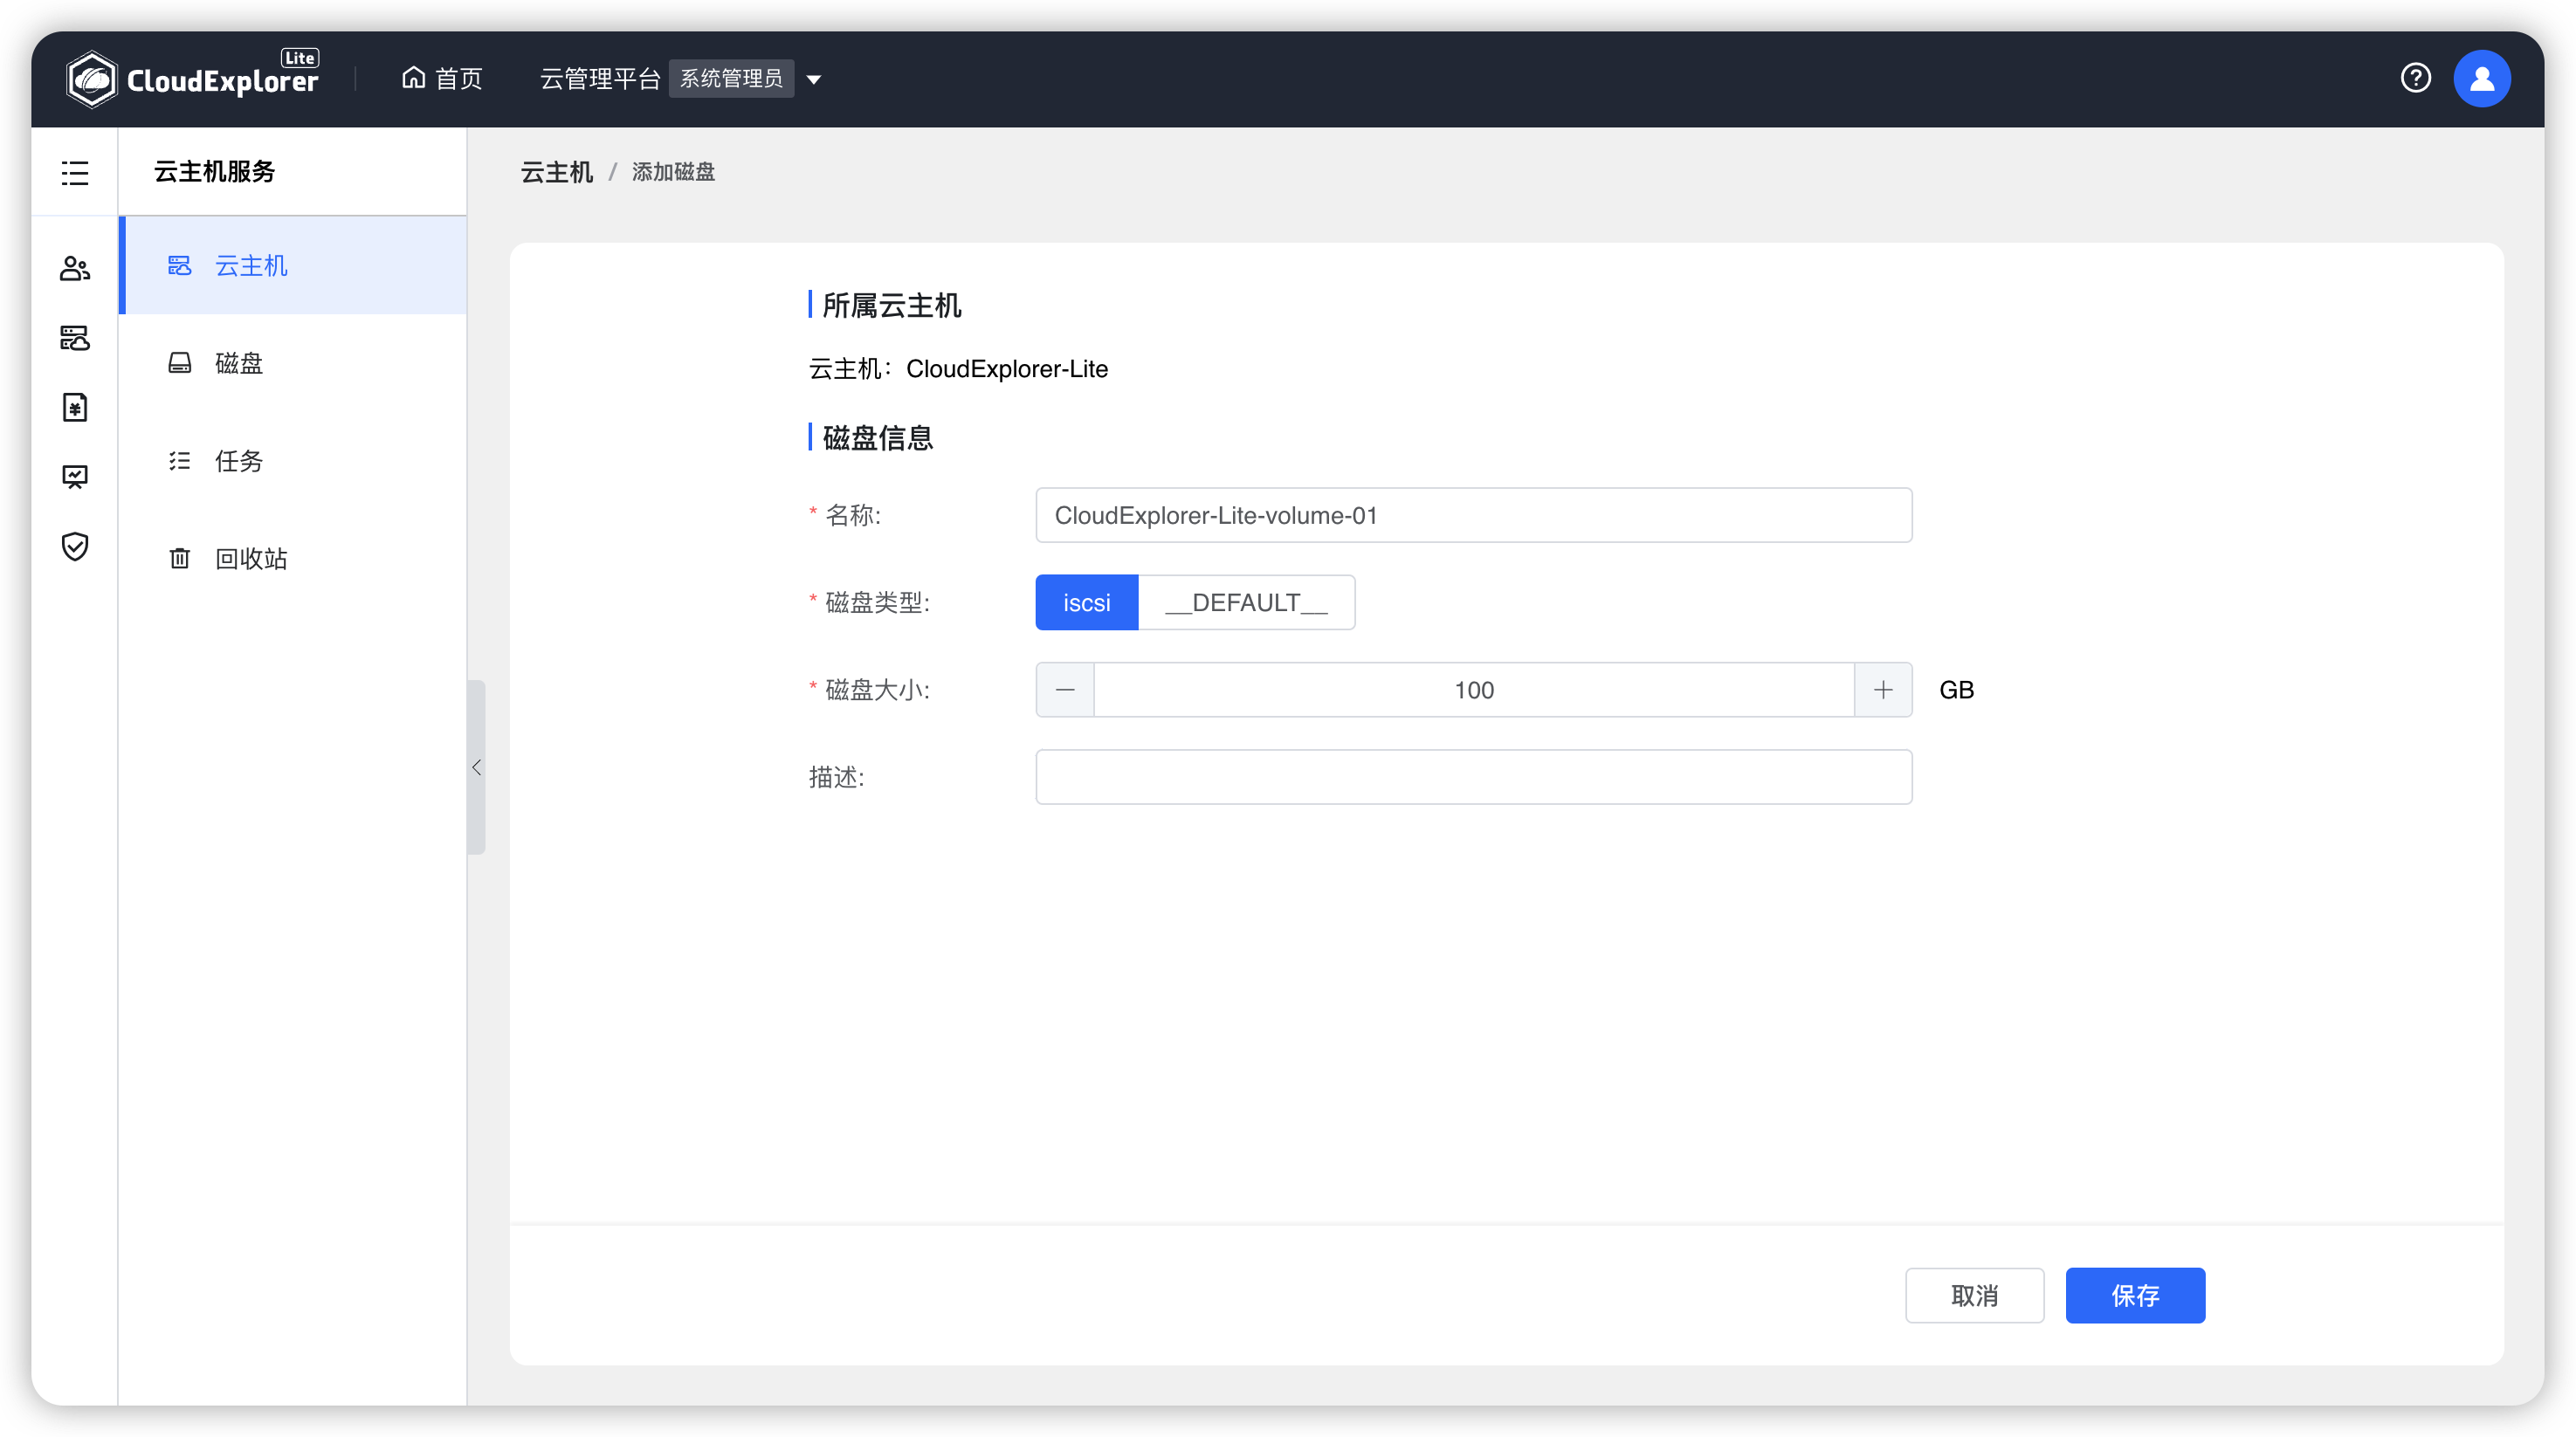 CloudExplorer Lite
首页
云管理平台 系统管理员
云主机服务
云主机
磁盘
任务
回收站
云主机 / 添加磁盘
所属云主机
云主机：CloudExplorer-Lite
磁盘信息
* 名称: CloudExplorer-Lite-volume-01
* 磁盘类型: iscsi __DEFAULT__
* 磁盘大小: 100 GB
描述:
取消 保存